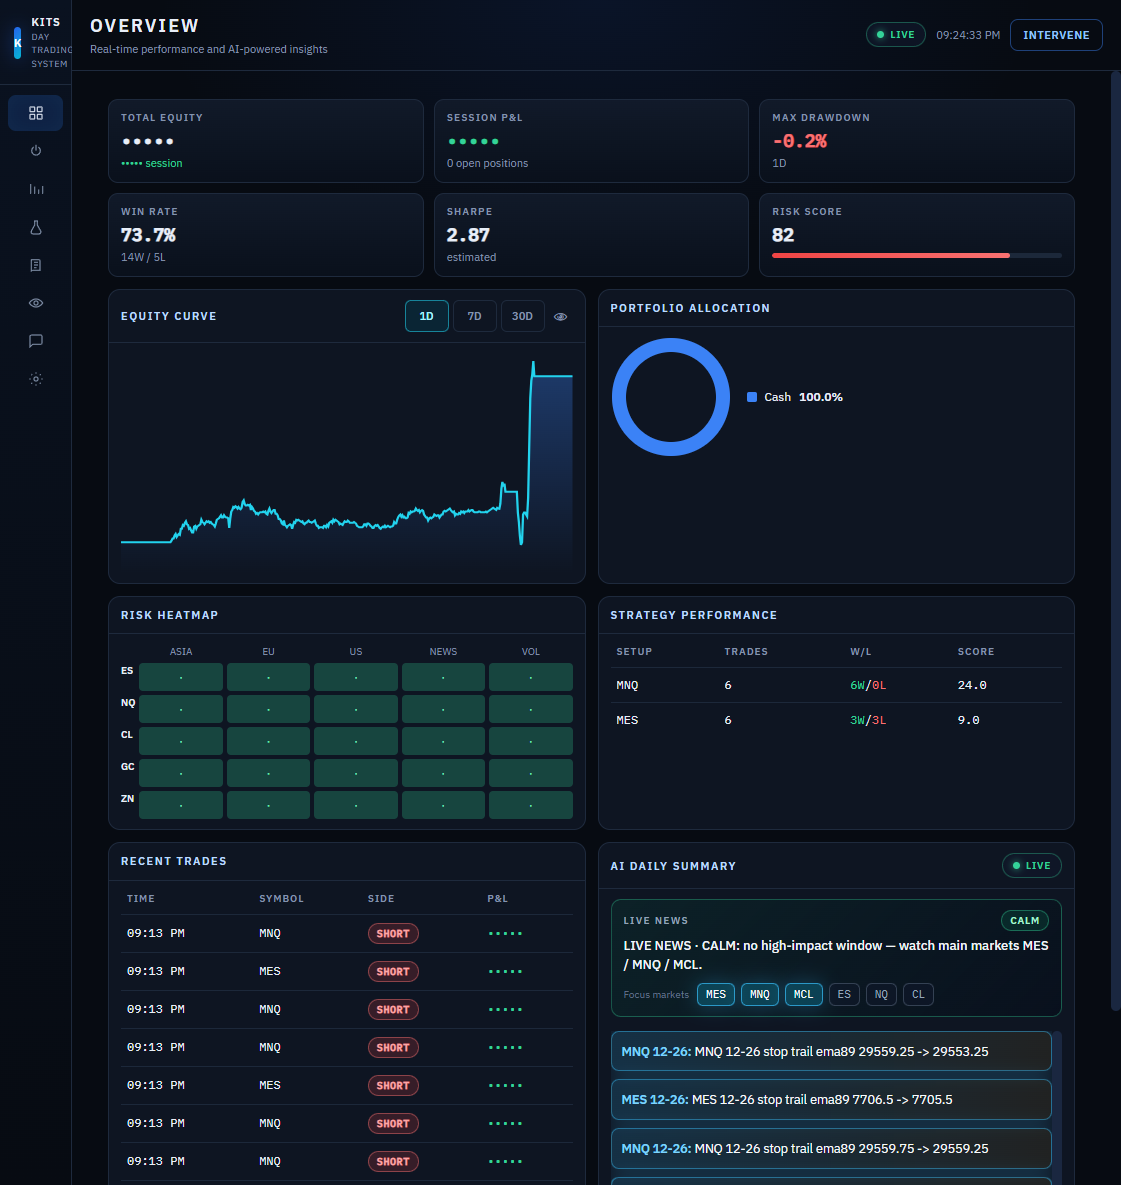 K
KITS
DAY
TRADING
SYSTEM
OVERVIEW
Real-time performance and AI-powered insights
LIVE
09:24:33 PM
INTERVENE
TOTAL EQUITY
•••••
••••• session
SESSION P&L
•••••
0 open positions
MAX DRAWDOWN
-0.2%
1D
WIN RATE
73.7%
14W / 5L
SHARPE
2.87
estimated
RISK SCORE
82
EQUITY CURVE
1D
7D
30D
PORTFOLIO ALLOCATION
Cash 100.0%
RISK HEATMAP
ASIA EU US NEWS VOL
ES · · · · ·
NQ · · · · ·
CL · · · · ·
GC · · · · ·
ZN · · · · ·
STRATEGY PERFORMANCE
SETUP TRADES W/L SCORE
MNQ 6 6W/0L 24.0
MES 6 3W/3L 9.0
RECENT TRADES
TIME SYMBOL SIDE P&L
09:13 PM MNQ SHORT •••••
09:13 PM MES SHORT •••••
09:13 PM MNQ SHORT •••••
09:13 PM MNQ SHORT •••••
09:13 PM MES SHORT •••••
09:13 PM MNQ SHORT •••••
09:13 PM MNQ SHORT •••••
AI DAILY SUMMARY
LIVE
LIVE NEWS
CALM
LIVE NEWS · CALM: no high-impact window — watch main markets MES
/ MNQ / MCL.
Focus markets MES MNQ MCL ES NQ CL
MNQ 12-26: MNQ 12-26 stop trail ema89 29559.25 -> 29553.25
MES 12-26: MES 12-26 stop trail ema89 7706.5 -> 7705.5
MNQ 12-26: MNQ 12-26 stop trail ema89 29559.75 -> 29559.25